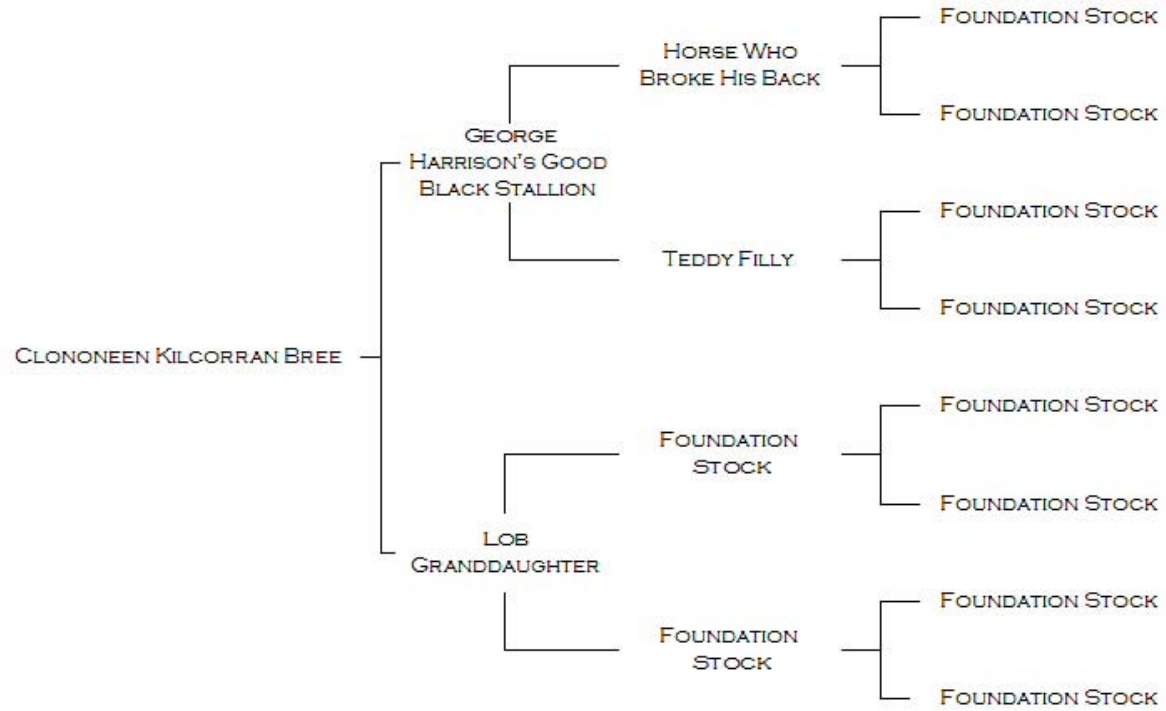 Foundation Stock
Horse Who
Broke His Back
Foundation Stock
George
Harrison's Good
Black Stallion
Foundation Stock
Teddy Filly
Foundation Stock
Clononeen Kilcorran Bree
Foundation Stock
Foundation
Stock
Foundation Stock
Lob
Granddaughter
Foundation Stock
Foundation
Stock
Foundation Stock